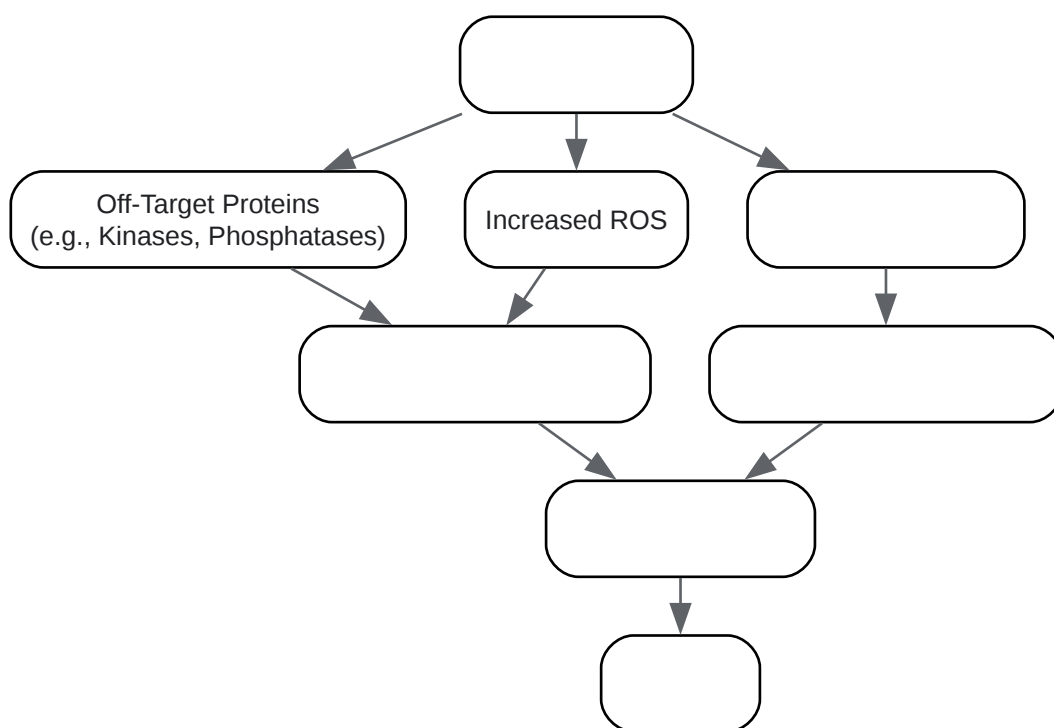 Off-Target Proteins
(e.g., Kinases, Phosphatases)
Increased ROS